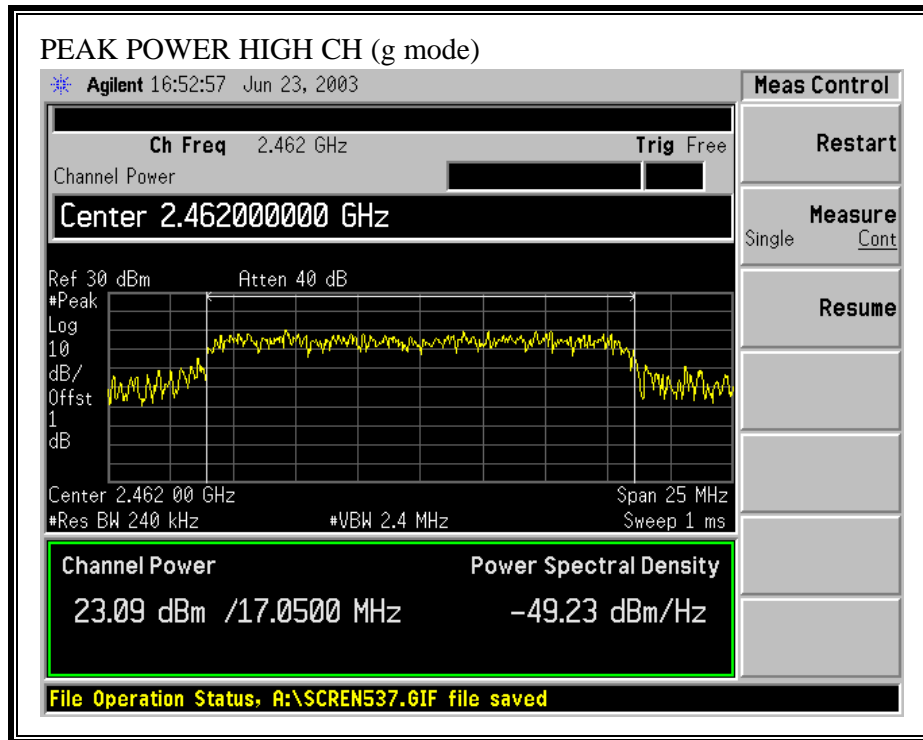 PEAK POWER HIGH CH (g mode)
Agilent 16:52:57 Jun 23, 2003
Meas Control
Ch Freq 2.462 GHz Trig Free
Restart
Channel Power
Center 2.462000000 GHz
Measure
Single Cont
Ref 30 dBm Atten 40 dB
#Peak
Resume
Log
10
dB/
Offst
1
dB
Center 2.462 00 GHz Span 25 MHz
#Res BW 240 kHz #VBW 2.4 MHz Sweep 1 ms
Channel Power Power Spectral Density
23.09 dBm /17.0500 MHz -49.23 dBm/Hz
File Operation Status, A:\SCREN537.GIF file saved